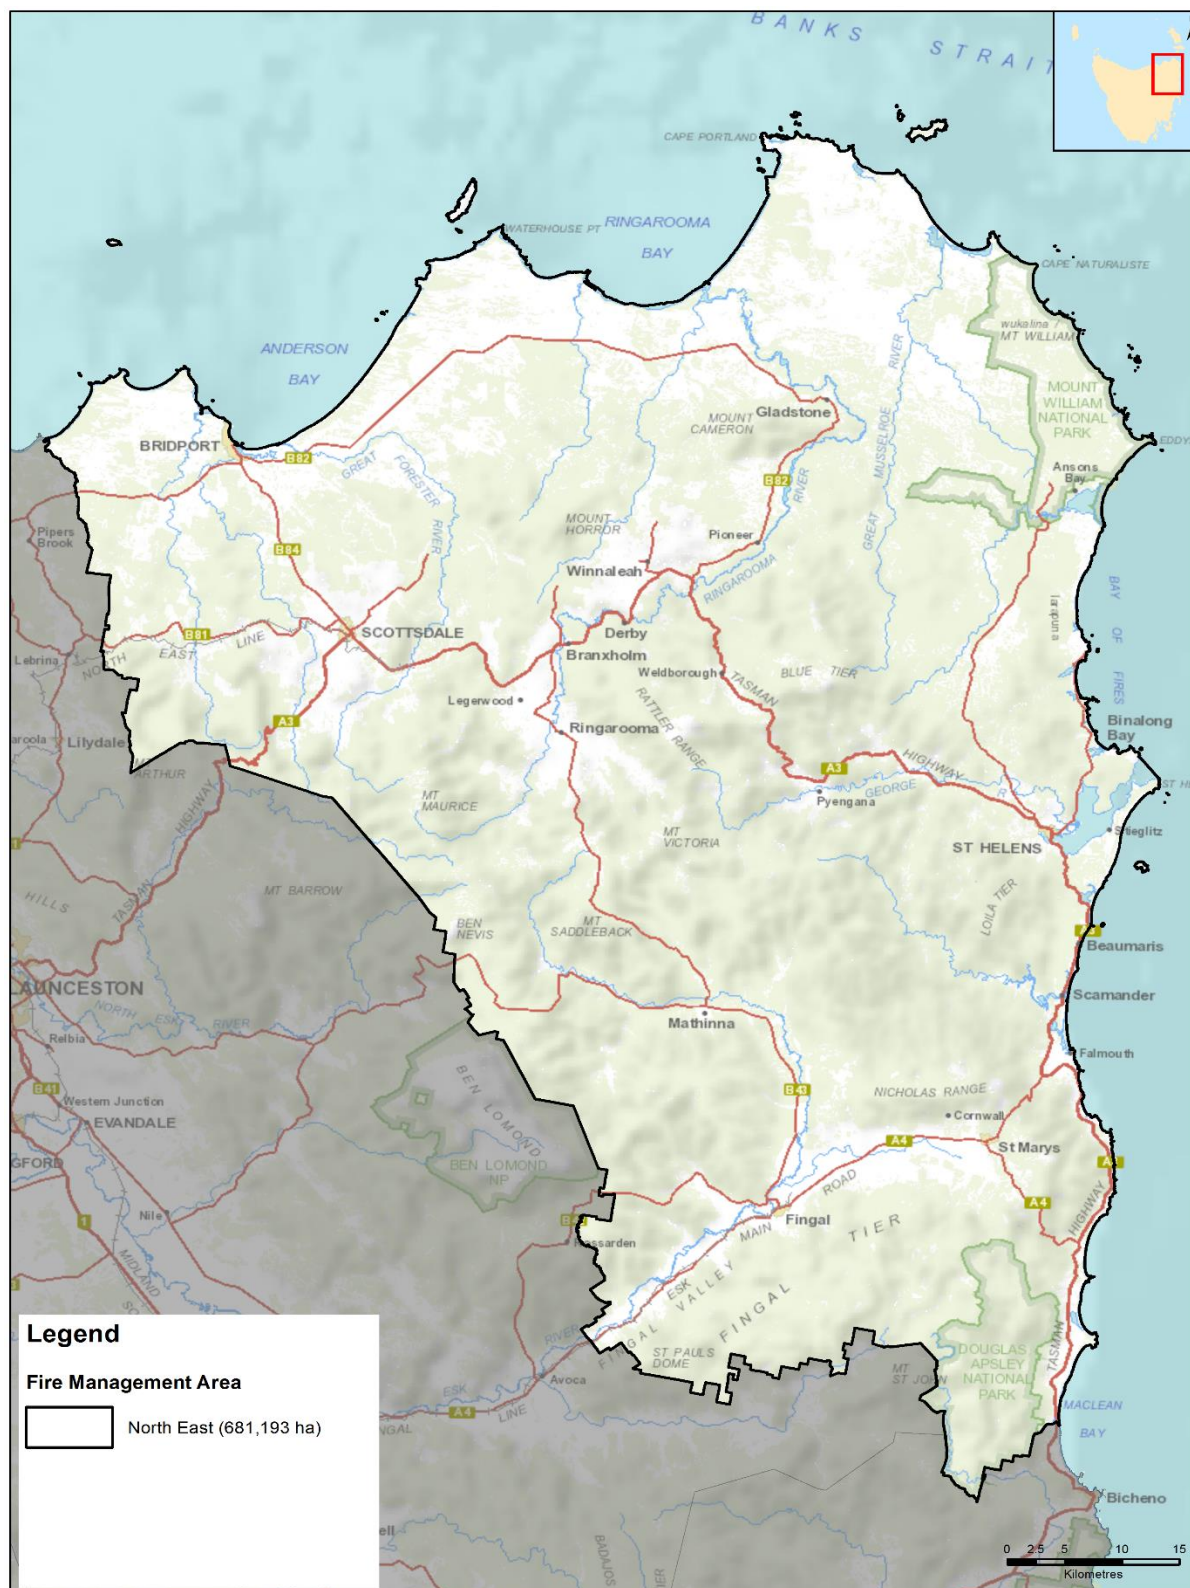 BANKS STRAIT
CAPE PORTLAND
WATERHOUSE PT
RINGAROOMA
BAY
CAPE NATURALISTE
wukalina /
MT WILLIAM
ANDERSON
BAY
MOUNT
WILLIAM
NATIONAL
PARK
Gladstone
MOUNT
CAMERON
BRIDPORT
EDDY
B82
GREAT FORESTER RIVER
B82
RIVER
GREAT MUSSELROE RIVER
Ansons
Bay
Pipers
Brook
MOUNT
HORROR
Pioneer
B84
Winnaleah
RINGAROOMA
BAY OF FIRES
larapuna
B81
NORTH EAST LINE
SCOTTSDALE
Derby
Branxholm
Lebrina
Weldborough
TASMAN
BLUE TIER
Legerwood
RATTLER RANGE
A3
Ringarooma
Binalong
Bay
Lilydale
ARTHUR
HIGHWAY
A3
HIGHWAY
GEORGE
R
MT
MAURICE
Pyengana
MT
VICTORIA
Stieglitz
ST HELENS
TASMAN
HILLS
MT BARROW
BEN
NEVIS
MT
SADDLEBACK
LOILA TIER
Beaumaris
AUNCESTON
Scamander
NORTH ESK RIVER
Mathinna
Relbia
Falmouth
B41
Western Junction
B43
NICHOLAS RANGE
EVANDALE
BEN LOMOND
Cornwall
A4
St Marys
GFORD
BEN LOMOND
NP
A4
HIGHWAY
Nile
1
Rossarden
Fingal
MAIN ROAD
FINGAL TIER
MIDLAND
ESK
FINGAL VALLEY
RIVER
ST PAULS
DOME
DOUGLAS
APSLEY
NATIONAL
PARK
TASMAN
MT
ST JOHN
Avoca
ESK
A4
LINE
NGAL
MACLEAN
BAY
Bicheno
ell
Legend
Fire Management Area
North East (681,193 ha)
0 2.5 5 10 15
Kilometres